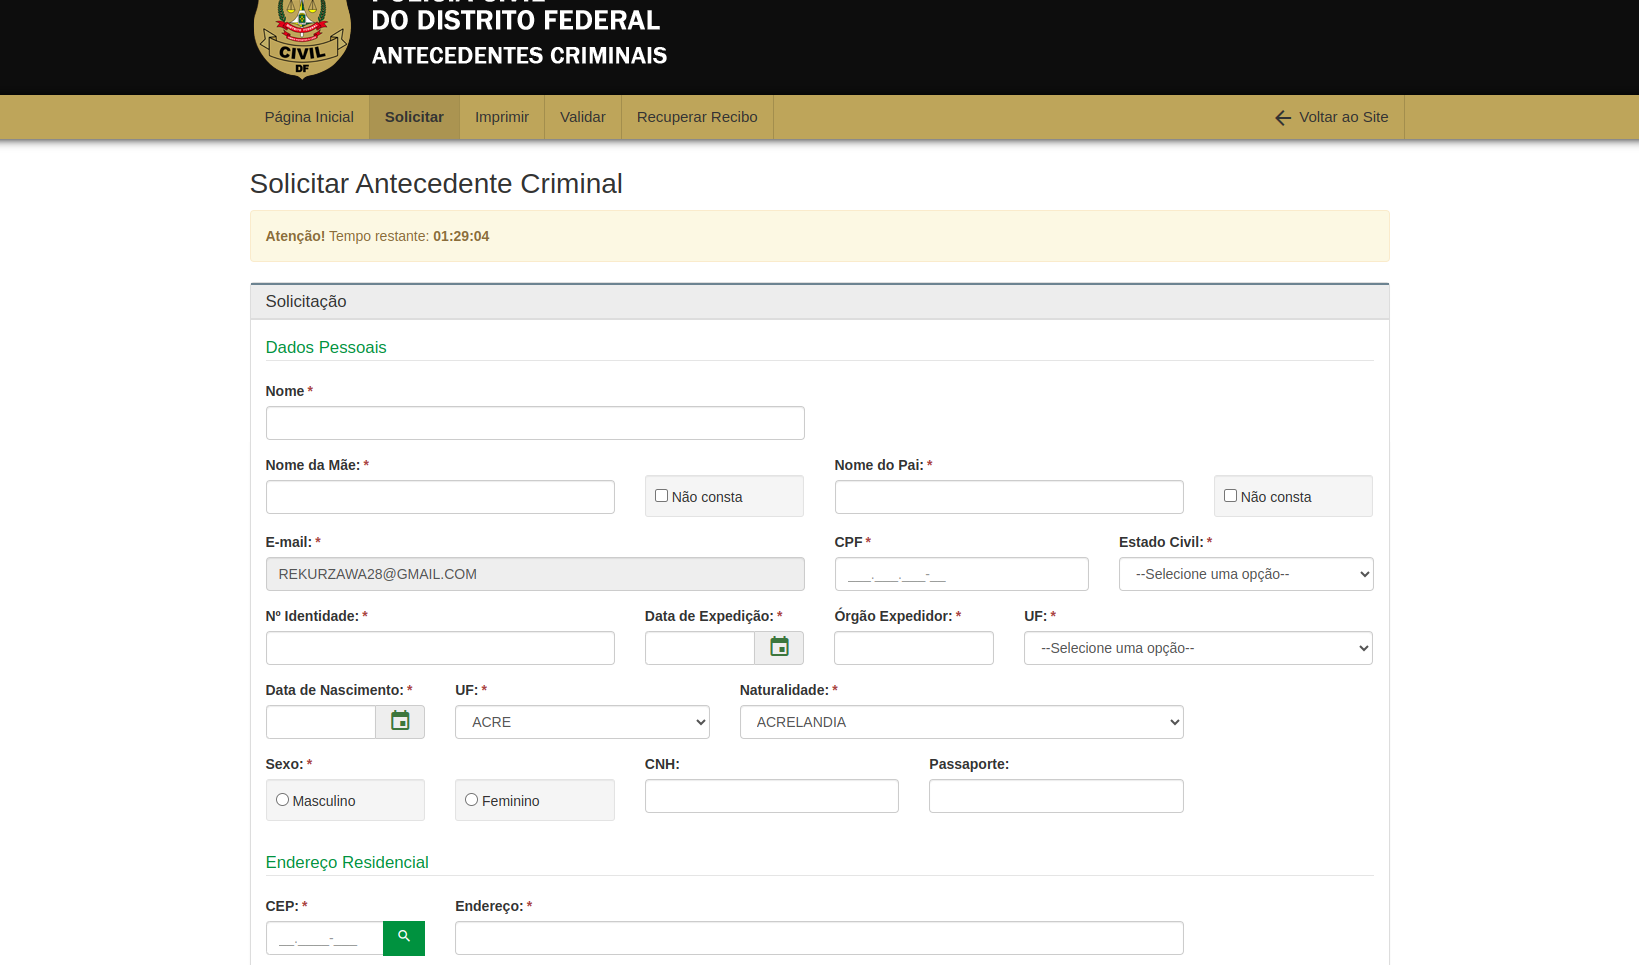 DO DISTRITO FEDERAL
ANTECEDENTES CRIMINAIS
CIVIL
DF
Página Inicial Solicitar Imprimir Validar Recuperar Recibo Voltar ao Site
Solicitar Antecedente Criminal
Atenção! Tempo restante: 01:29:04
Solicitação
Dados Pessoais
Nome *
Nome da Mãe: * Nome do Pai: *
Não consta Não consta
E-mail: * CPF * Estado Civil: *
REKURZAWA28@GMAIL.COM ___.___.___-__ --Selecione uma opção--
Nº Identidade: * Data de Expedição: * Órgão Expedidor: * UF: *
--Selecione uma opção--
Data de Nascimento: * UF: * Naturalidade: *
ACRE ACRELANDIA
Sexo: * CNH: Passaporte:
Masculino Feminino
Endereço Residencial
CEP: * Endereço: *
__.____-___